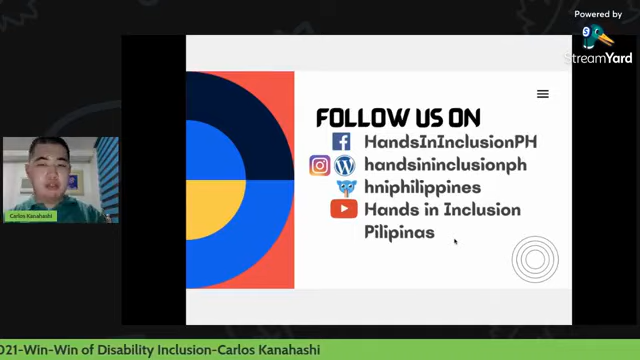 Powered by
StreamYard
FOLLOW US ON
HandsInInclusionPH
handsininclusionph
hniphilippines
Hands in Inclusion
Pilipinas
Carlos Kanahashi
021-Win-Win of Disability Inclusion-Carlos Kanahashi